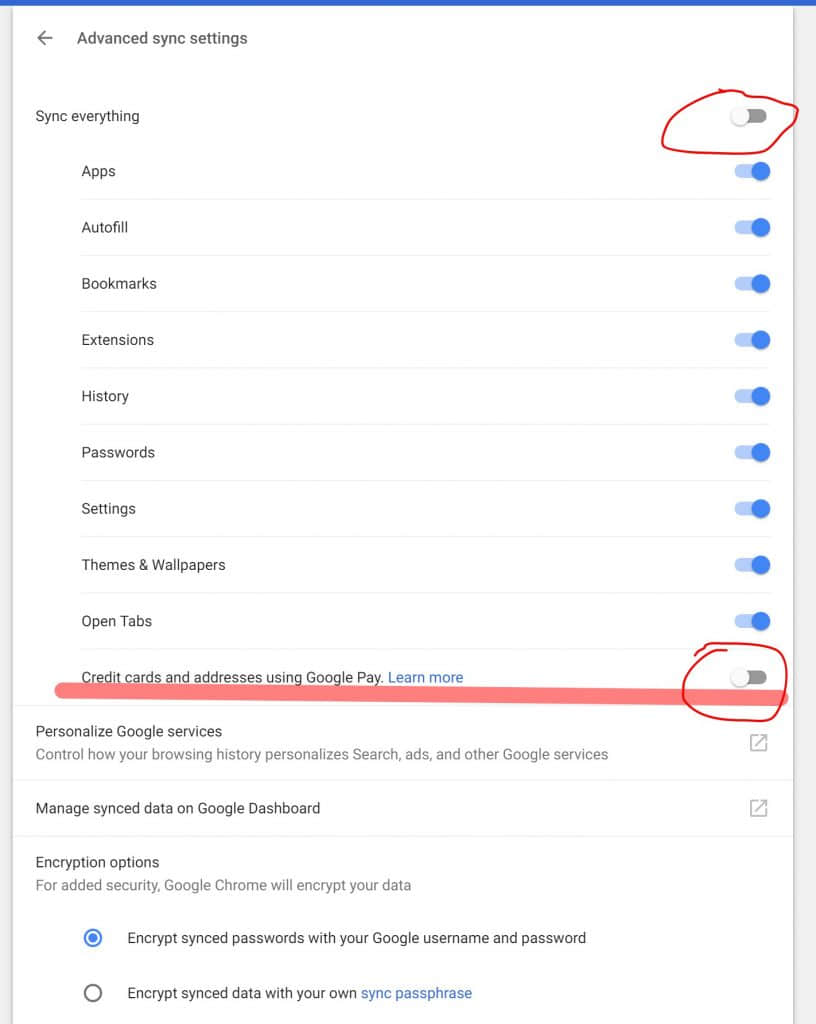 Advanced sync settings
Sync everything
Apps
Autofill
Bookmarks
Extensions
History
Passwords
Settings
Themes & Wallpapers
Open Tabs
Credit cards and addresses using Google Pay. Learn more
Personalize Google services
Control how your browsing history personalizes Search, ads, and other Google services
Manage synced data on Google Dashboard
Encryption options
For added security, Google Chrome will encrypt your data
Encrypt synced passwords with your Google username and password
Encrypt synced data with your own sync passphrase